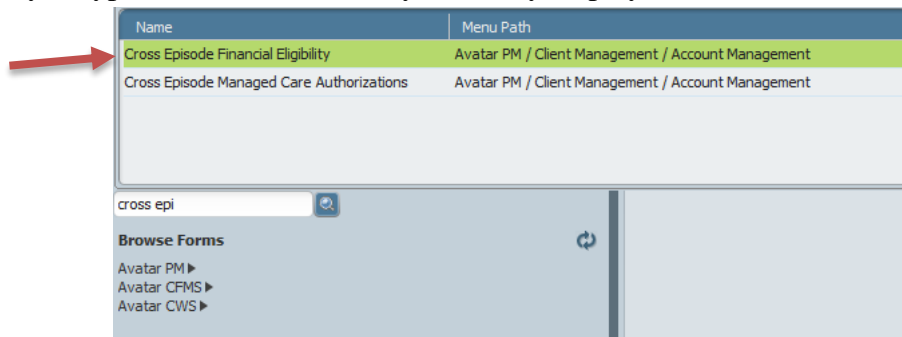 Name Menu Path
Cross Episode Financial Eligibility Avatar PM / Client Management / Account Management
Cross Episode Managed Care Authorizations Avatar PM / Client Management / Account Management
cross epi
Browse Forms
Avatar PM
Avatar CFMS
Avatar CWS